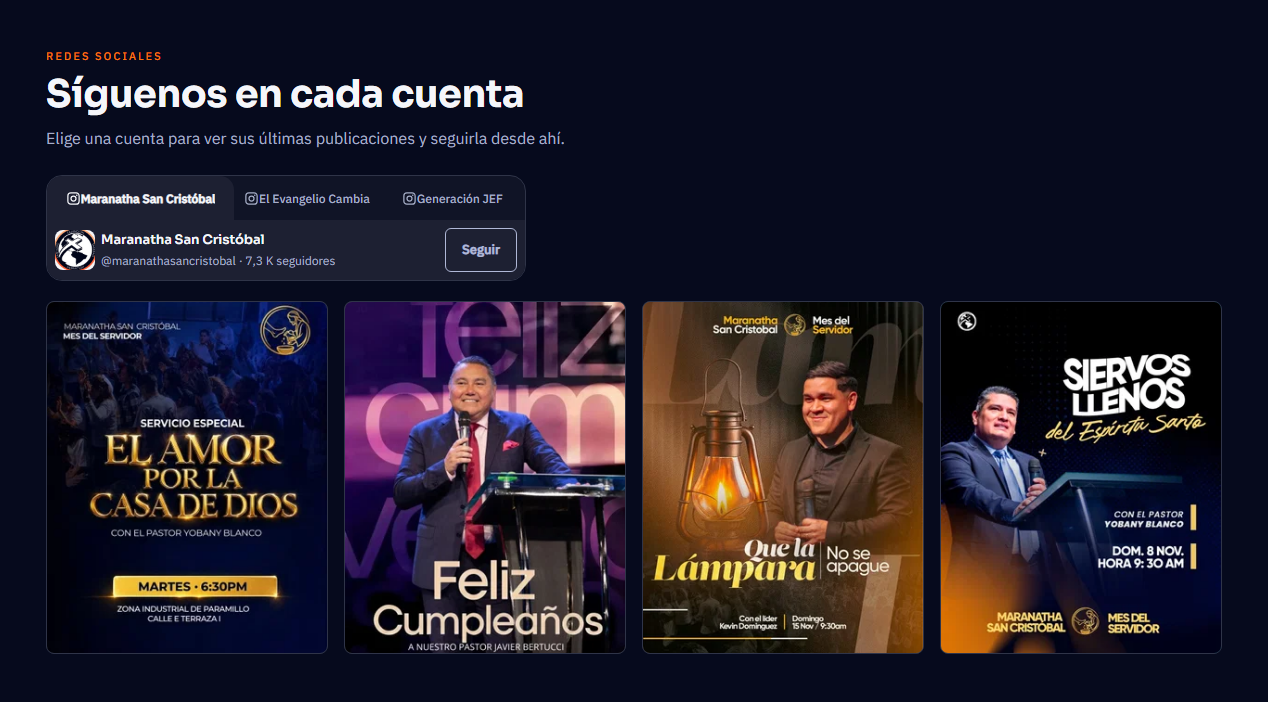 REDES SOCIALES
Síguenos en cada cuenta
Elige una cuenta para ver sus últimas publicaciones y seguirla desde ahí.
Maranatha San Cristóbal
El Evangelio Cambia
Generación JEF
Maranatha San Cristóbal
@maranathasancristobal · 7,3 K seguidores
Seguir
MARANATHA SAN CRISTÓBAL
MES DEL SERVIDOR
SERVICIO ESPECIAL
EL AMOR
POR LA
CASA DE DIOS
CON EL PASTOR YOBANY BLANCO
MARTES · 6:30PM
ZONA INDUSTRIAL DE PARAMILLO
CALLE E TERRAZA I
feliz
cum
Feliz
Cumpleaños
A NUESTRO PASTOR JAVIER BERTUCCI
Maranatha
San Cristobal
Mes del
Servidor
Lam
Que la
Lámpara
No se
apague
Con el líder
Kevin Dominguez
Domingo
15 Nov / 9:30am
SIERVOS
LLENOS
del Espíritu Santo
CON EL PASTOR
YOBANY BLANCO
DOM. 8 NOV.
HORA 9: 30 AM
MARANATHA
SAN CRISTÓBAL
MES DEL
SERVIDOR